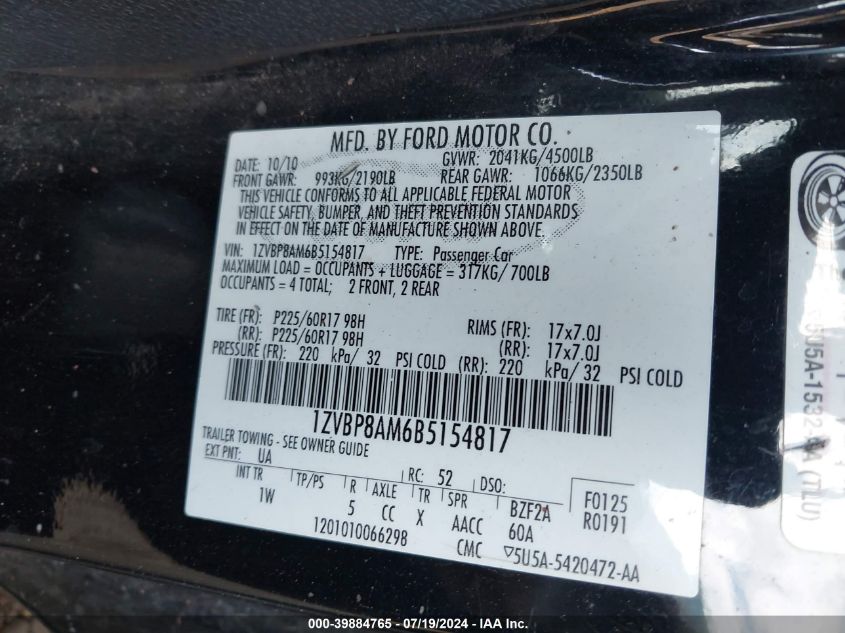 MFD. BY FORD MOTOR CO.
DATE: 10/10 GVWR: 2041KG/4500LB
FRONT GAWR: 993KG/2190LB REAR GAWR: 1066KG/2350LB
THIS VEHICLE CONFORMS TO ALL APPLICABLE FEDERAL MOTOR
VEHICLE SAFETY, BUMPER, AND THEFT PREVENTION STANDARDS
IN EFFECT ON THE DATE OF MANUFACTURE SHOWN ABOVE.
VIN: 1ZVBP8AM6B5154817 TYPE: Passenger Car
MAXIMUM LOAD = OCCUPANTS + LUGGAGE = 317KG/700LB
OCCUPANTS = 4 TOTAL; 2 FRONT, 2 REAR
TIRE (FR): P225/60R17 98H RIMS (FR): 17x7.0J
(RR): P225/60R17 98H (RR): 17x7.0J
PRESSURE (FR): 220 kPa/ 32 PSI COLD (RR): 220 kPa/ 32 PSI COLD
1ZVBP8AM6B5154817
TRAILER TOWING - SEE OWNER GUIDE
EXT PNT: UA RC: 52 DSO:
INT TR TP/PS R AXLE TR SPR BZF2A F0125
1W 5 CC X AACC 60A R0191
1201010066298 CMC ▽5U5A-5420472-AA
(TLU)
000-39884765 - 07/19/2024 - IAA Inc.